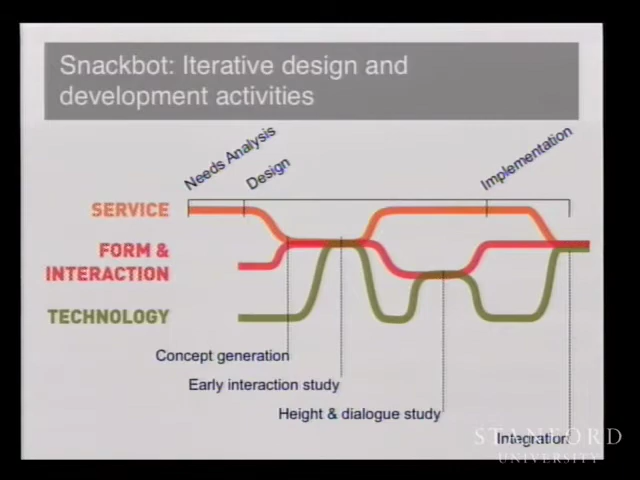 Snackbot: Iterative design and
development activities
Needs Analysis
Design
Implementation
SERVICE
FORM &
INTERACTION
TECHNOLOGY
Concept generation
Early interaction study
Height & dialogue study
Integration
STANFORD
UNIVERSITY